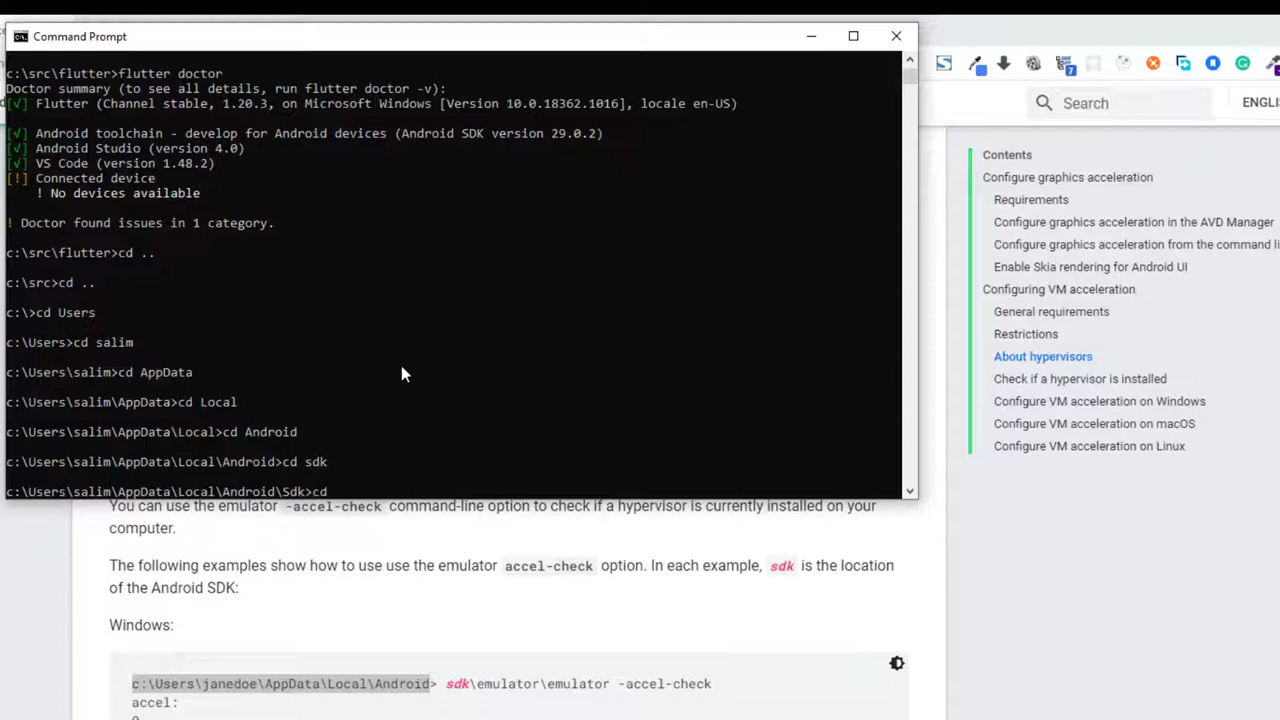 Command Prompt
c:\src\flutter>flutter doctor
Doctor summary (to see all details, run flutter doctor -v):
[√] Flutter (Channel stable, 1.20.3, on Microsoft Windows [Version 10.0.18362.1016], locale en-US)
[√] Android toolchain - develop for Android devices (Android SDK version 29.0.2)
[√] Android Studio (version 4.0)
[√] VS Code (version 1.48.2)
[!] Connected device
! No devices available
! Doctor found issues in 1 category.
c:\src\flutter>cd ..
c:\src>cd ..
c:\>cd Users
c:\Users>cd salim
c:\Users\salim>cd AppData
c:\Users\salim\AppData>cd Local
c:\Users\salim\AppData\Local>cd Android
c:\Users\salim\AppData\Local\Android>cd sdk
c:\Users\salim\AppData\Local\Android\Sdk>cd
You can use the emulator -accel-check command-line option to check if a hypervisor is currently installed on your
computer.
The following examples show how to use use the emulator accel-check option. In each example, sdk is the location
of the Android SDK:
Windows:
c:\Users\janedoe\AppData\Local\Android> sdk\emulator\emulator -accel-check
accel:
7
Search
ENGLI
Contents
Configure graphics acceleration
Requirements
Configure graphics acceleration in the AVD Manager
Configure graphics acceleration from the command li
Enable Skia rendering for Android UI
Configuring VM acceleration
General requirements
Restrictions
About hypervisors
Check if a hypervisor is installed
Configure VM acceleration on Windows
Configure VM acceleration on macOS
Configure VM acceleration on Linux